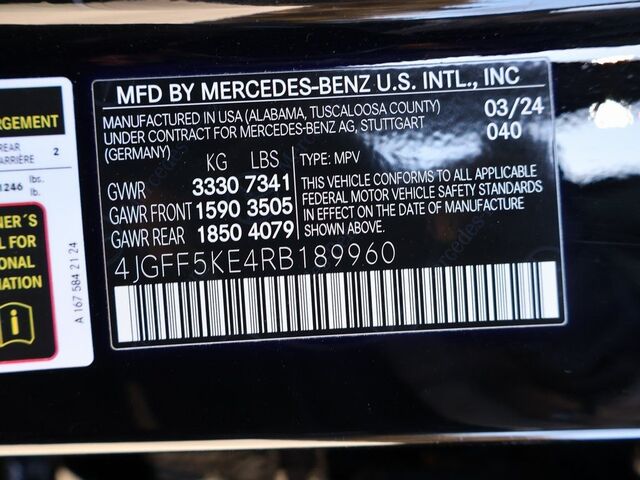 MFD BY MERCEDES-BENZ U.S. INTL., INC
MANUFACTURED IN USA (ALABAMA, TUSCALOOSA COUNTY) 03/24
UNDER CONTRACT FOR MERCEDES-BENZ AG, STUTTGART 040
(GERMANY)
KG LBS TYPE: MPV
GVWR 3330 7341
GAWR FRONT 1590 3505
GAWR REAR 1850 4079
THIS VEHICLE CONFORMS TO ALL APPLICABLE
FEDERAL MOTOR VEHICLE SAFETY STANDARDS
IN EFFECT ON THE DATE OF MANUFACTURE
SHOWN ABOVE.
4JGFF5KE4RB189960
RGEMENT
REAR
ARRIÈRE 2
1246 lbs.
lb.
NER´S
L FOR
ONAL
MATION
i
A 167 584 21 24